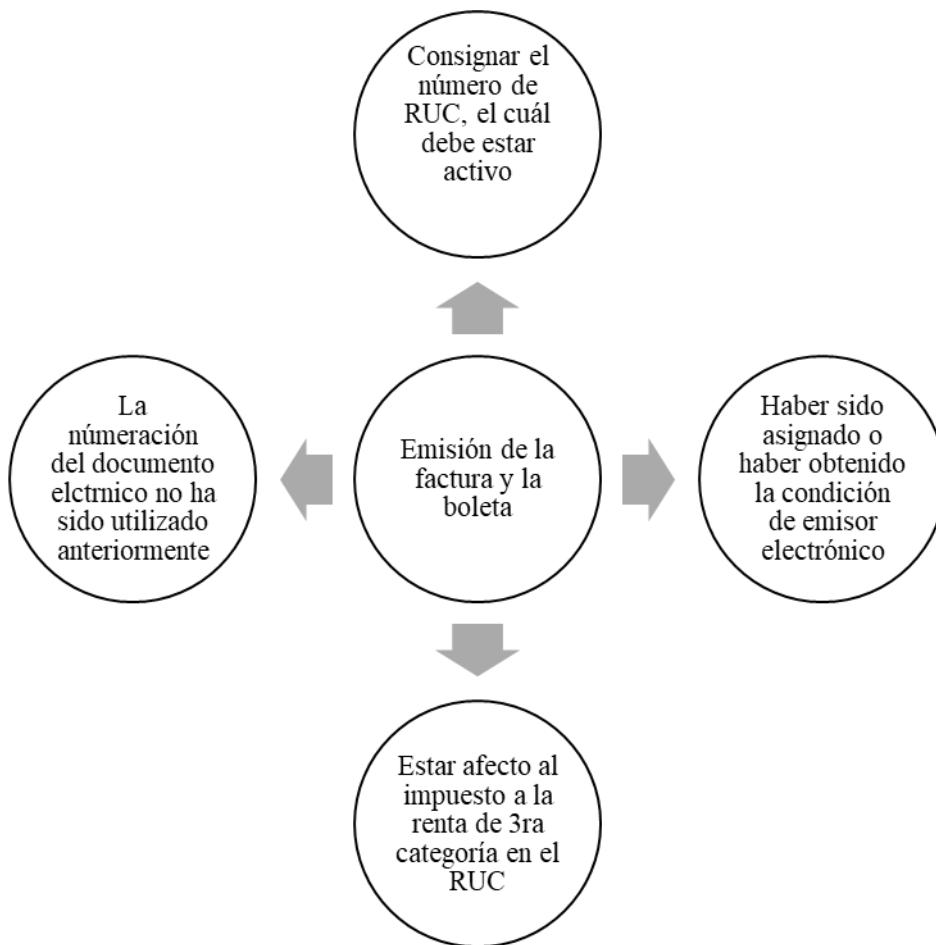 Consignar el
número de
RUC, el cuál
debe estar
activo
La
númeración
del documento
elctrnico no ha
sido utilizado
anteriormente
Emisión de la
factura y la
boleta
Haber sido
asignado o
haber obtenido
la condición
de emisor
electrónico
Estar afecto al
impuesto a la
renta de 3ra
categoría en el
RUC